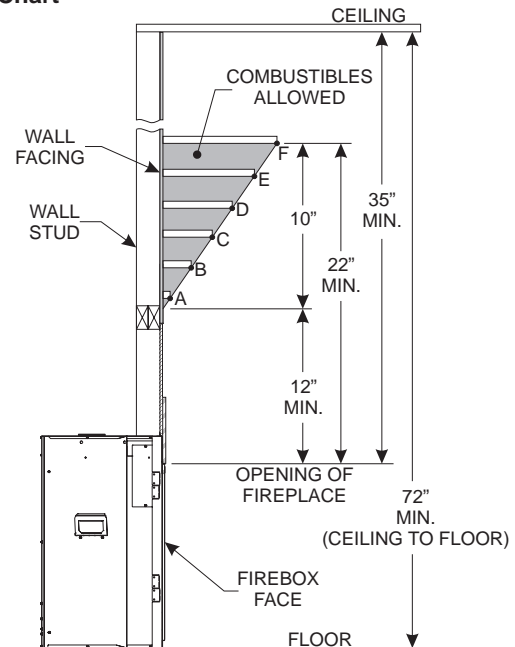 Chart
CEILING
COMBUSTIBLES
ALLOWED
WALL
FACING
F
E
WALL
STUD
D
C
B
A
10”
35”
MIN.
22”
MIN.
12”
MIN.
OPENING OF
FIREPLACE
72”
MIN.
(CEILING TO FLOOR)
FIREBOX
FACE
FLOOR